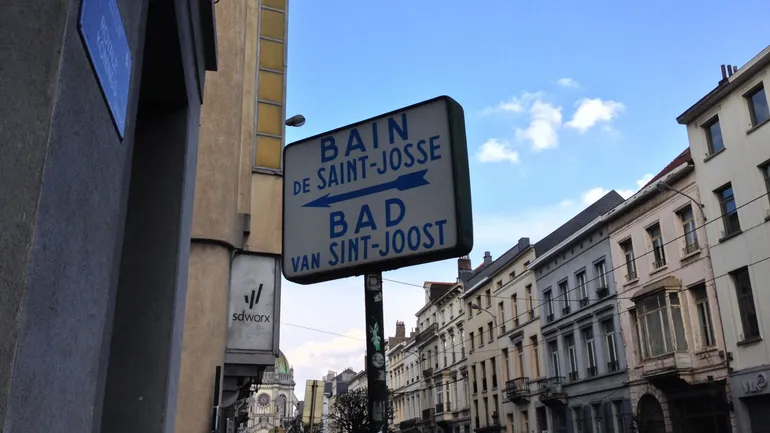 BAIN
DE SAINT-JOSSE
BAD
VAN SINT-JOOST
sdworx